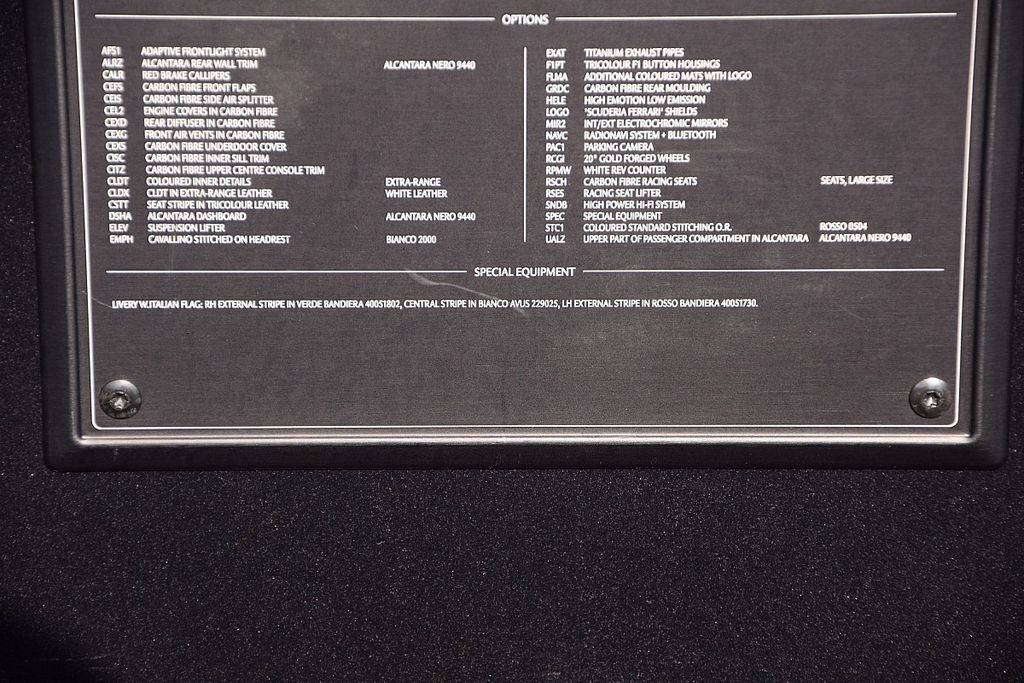 OPTIONS
AFS1 ADAPTIVE FRONTLIGHT SYSTEM
ALRZ ALCANTARA REAR WALL TRIM ALCANTARA NERO 9440
CALR RED BRAKE CALLIPERS
CEFS CARBON FIBRE FRONT FLAPS
CEIS CARBON FIBRE SIDE AIR SPLITTER
CEL2 ENGINE COVERS IN CARBON FIBRE
CEXD REAR DIFFUSER IN CARBON FIBRE
CEXG FRONT AIR VENTS IN CARBON FIBRE
CEXS CARBON FIBRE UNDERDOOR COVER
CISC CARBON FIBRE INNER SILL TRIM
CITZ CARBON FIBRE UPPER CENTRE CONSOLE TRIM
CLDT COLOURED INNER DETAILS EXTRA-RANGE
CLDX CLDT IN EXTRA-RANGE LEATHER WHITE LEATHER
CSTT SEAT STRIPE IN TRICOLOUR LEATHER
DSHA ALCANTARA DASHBOARD ALCANTARA NERO 9440
ELEV SUSPENSION LIFTER
EMPH CAVALLINO STITCHED ON HEADREST BIANCO 2000
EXAT TITANIUM EXHAUST PIPES
F1PT TRICOLOUR F1 BUTTON HOUSINGS
FLMA ADDITIONAL COLOURED MATS WITH LOGO
GRDC CARBON FIBRE REAR MOULDING
HELE HIGH EMOTION LOW EMISSION
LOGO 'SCUDERIA FERRARI' SHIELDS
MIR2 INT/EXT ELECTROCHROMIC MIRRORS
NAVC RADIONAVI SYSTEM + BLUETOOTH
PAC1 PARKING CAMERA
RCGI 20" GOLD FORGED WHEELS
RPMW WHITE REV COUNTER
RSCH CARBON FIBRE RACING SEATS SEATS, LARGE SIZE
RSES RACING SEAT LIFTER
SNDB HIGH POWER HI-FI SYSTEM
SPEC SPECIAL EQUIPMENT
STC1 COLOURED STANDARD STITCHING O.R. ROSSO 0504
UALZ UPPER PART OF PASSENGER COMPARTMENT IN ALCANTARA ALCANTARA NERO 9440
SPECIAL EQUIPMENT
LIVERY W.ITALIAN FLAG: RH EXTERNAL STRIPE IN VERDE BANDIERA 40051802, CENTRAL STRIPE IN BIANCO AVUS 229025, LH EXTERNAL STRIPE IN ROSSO BANDIERA 40051730.